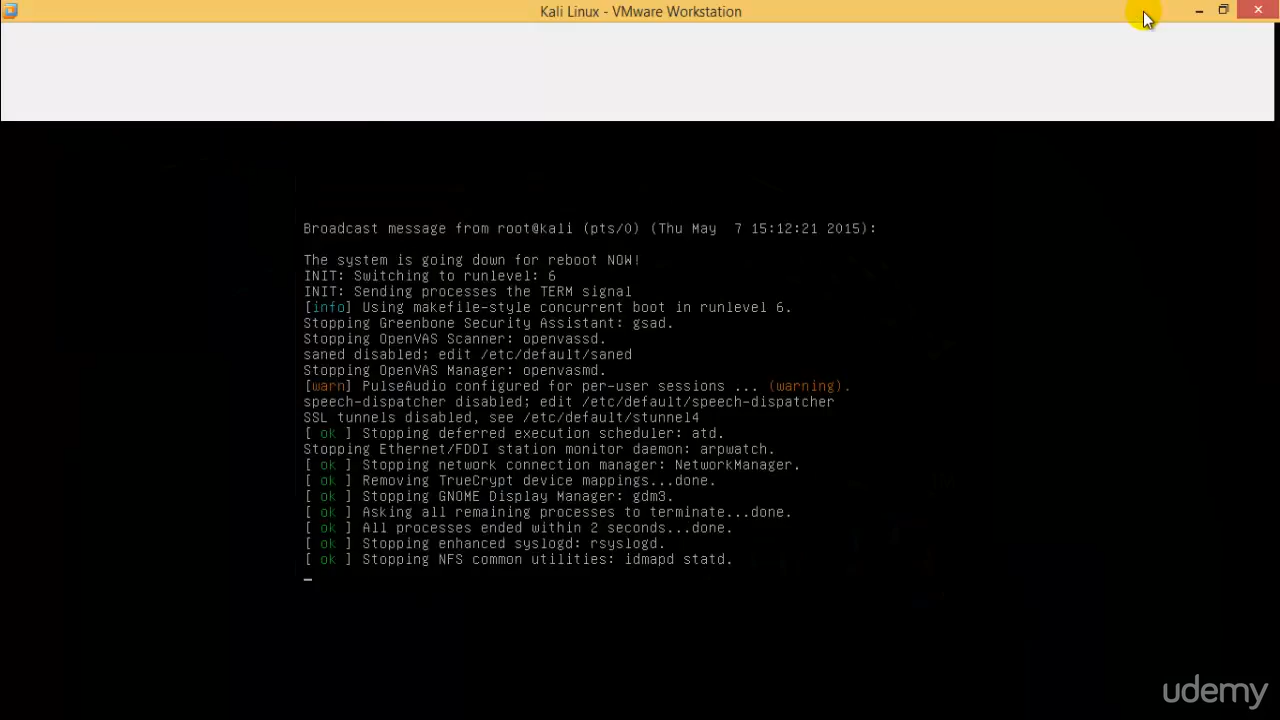 Kali Linux - VMware Workstation
Broadcast message from root@kali (pts/0) (Thu May  7 15:12:21 2015):
The system is going down for reboot NOW!
INIT: Switching to runlevel: 6
INIT: Sending processes the TERM signal
[info] Using makefile-style concurrent boot in runlevel 6.
Stopping Greenbone Security Assistant: gsad.
Stopping OpenVAS Scanner: openvassd.
saned disabled; edit /etc/default/saned
Stopping OpenVAS Manager: openvasmd.
[warn] PulseAudio configured for per-user sessions ... (warning).
speech-dispatcher disabled; edit /etc/default/speech-dispatcher
SSL tunnels disabled, see /etc/default/stunnel4
[ ok ] Stopping deferred execution scheduler: atd.
Stopping Ethernet/FDDI station monitor daemon: arpwatch.
[ ok ] Stopping network connection manager: NetworkManager.
[ ok ] Removing TrueCrypt device mappings...done.
[ ok ] Stopping GNOME Display Manager: gdm3.
[ ok ] Asking all remaining processes to terminate...done.
[ ok ] All processes ended within 2 seconds...done.
[ ok ] Stopping enhanced syslogd: rsyslogd.
[ ok ] Stopping NFS common utilities: idmapd statd.
udemy